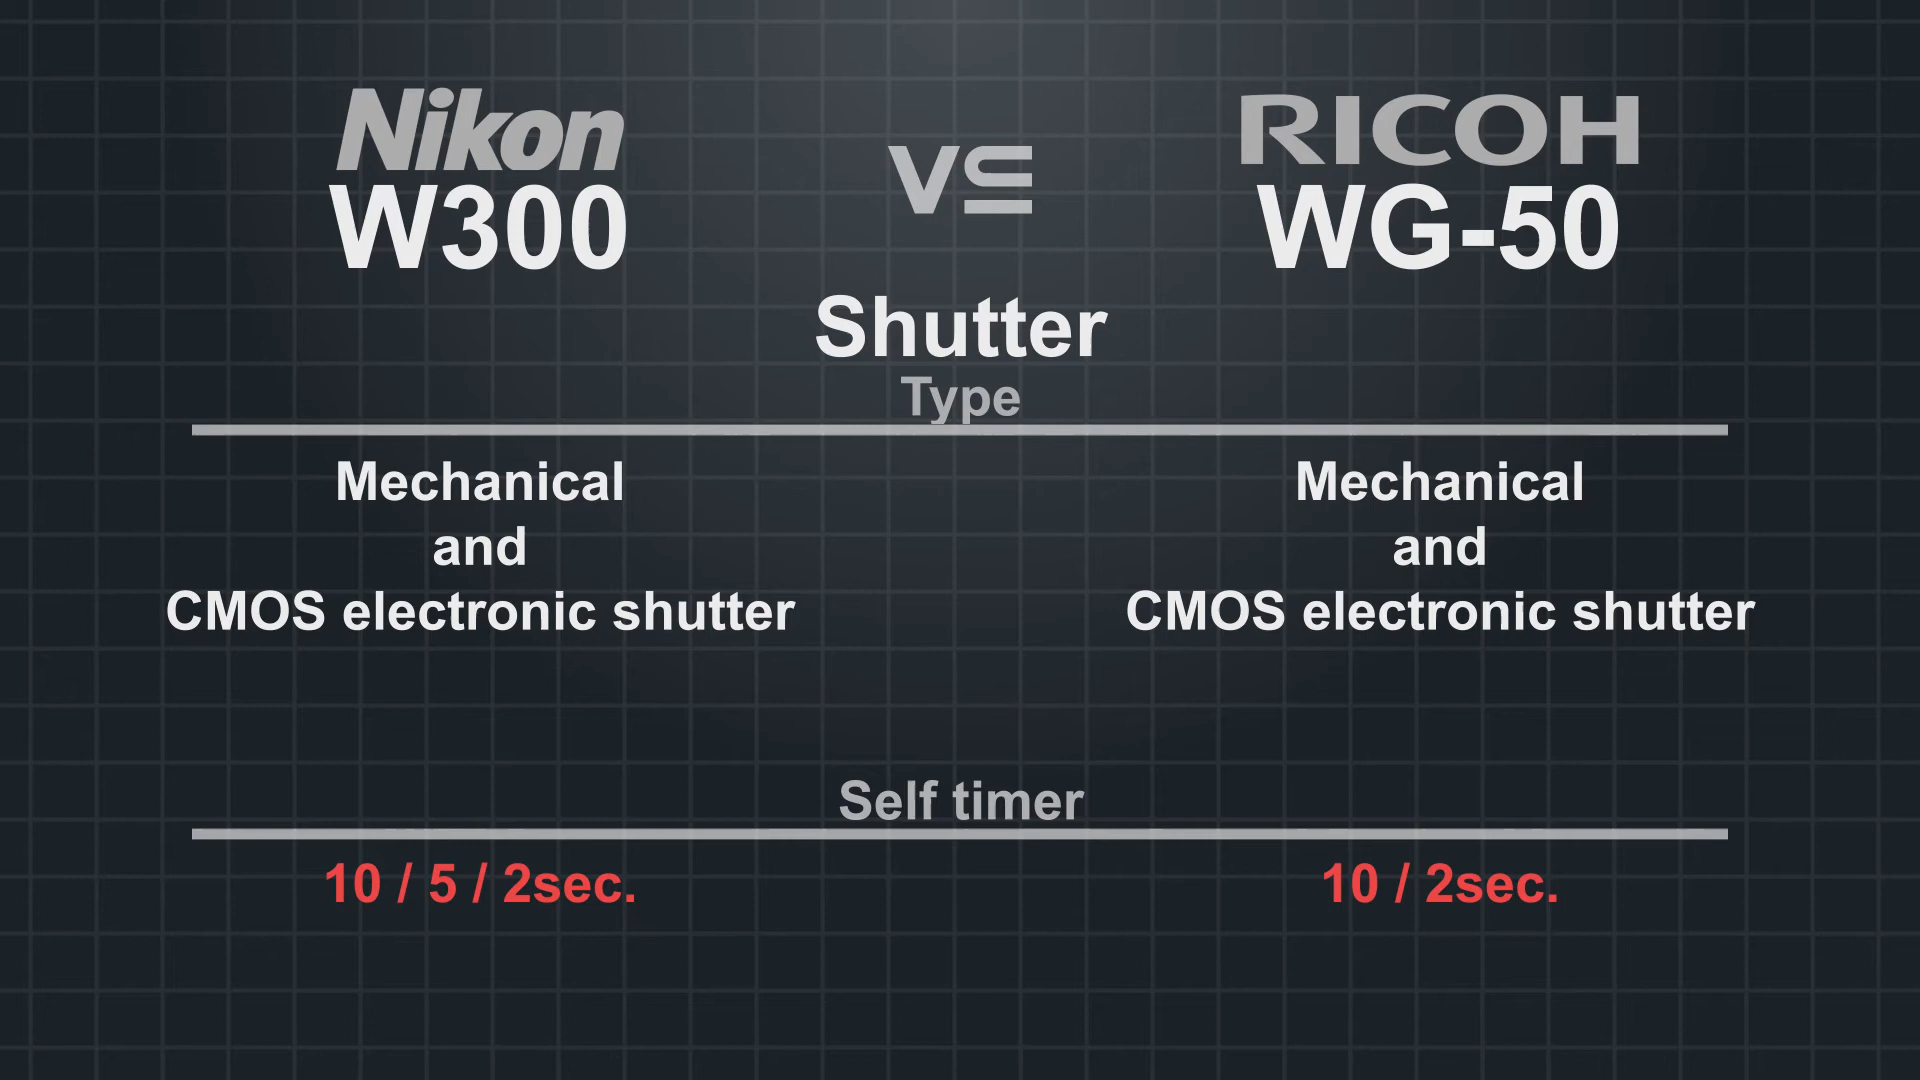 Nikon
W300
VS
RICOH
WG-50
Shutter
Type
Mechanical
and
CMOS electronic shutter
Mechanical
and
CMOS electronic shutter
Self timer
10 / 5 / 2sec.
10 / 2sec.